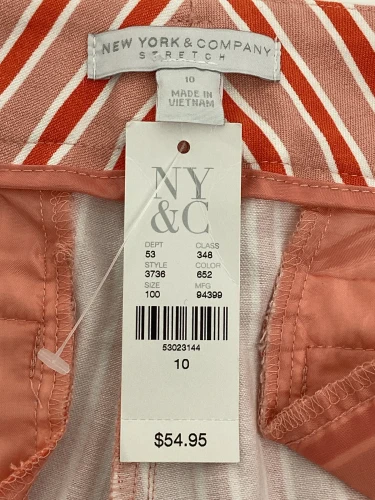 NEW YORK & COMPANY
STRETCH
10
MADE IN
VIETNAM
NY
&C
DEPT CLASS
53 348
STYLE COLOR
3736 652
SIZE MFG
100 94399
53023144
10
$54.95